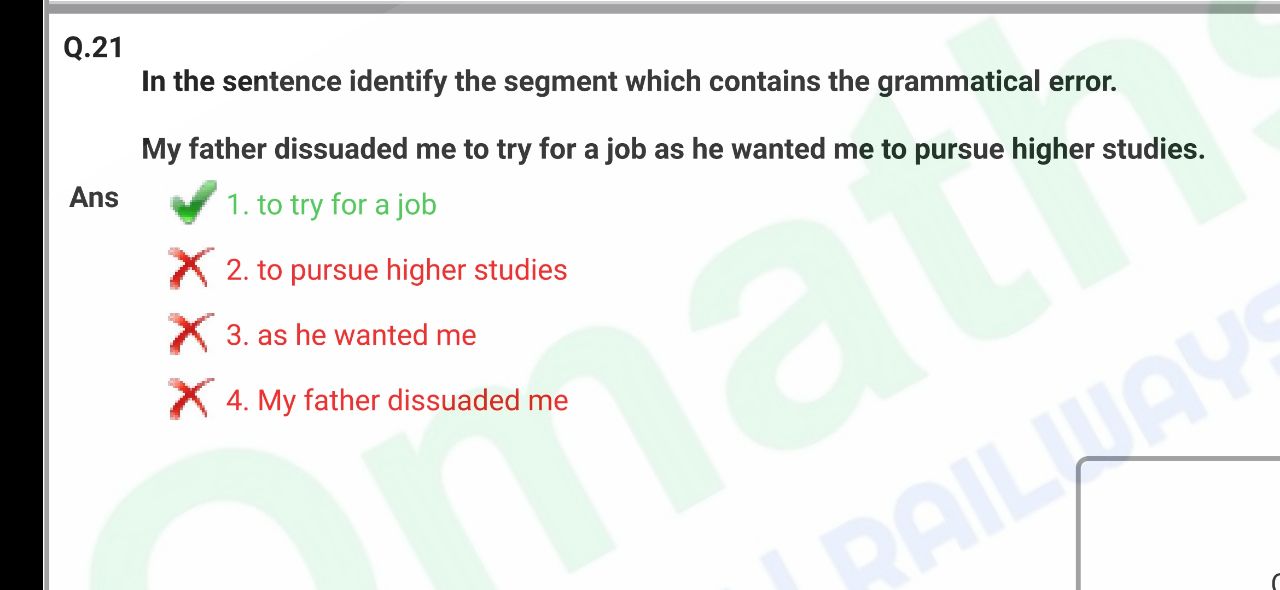 Q.21
In the sentence identify the segment which contains the grammatical error.
My father dissuaded me to try for a job as he wanted me to pursue higher studies.
Ans
1. to try for a job
2. to pursue higher studies
3. as he wanted me
4. My father dissuaded me
Omaths
RAILWAYS